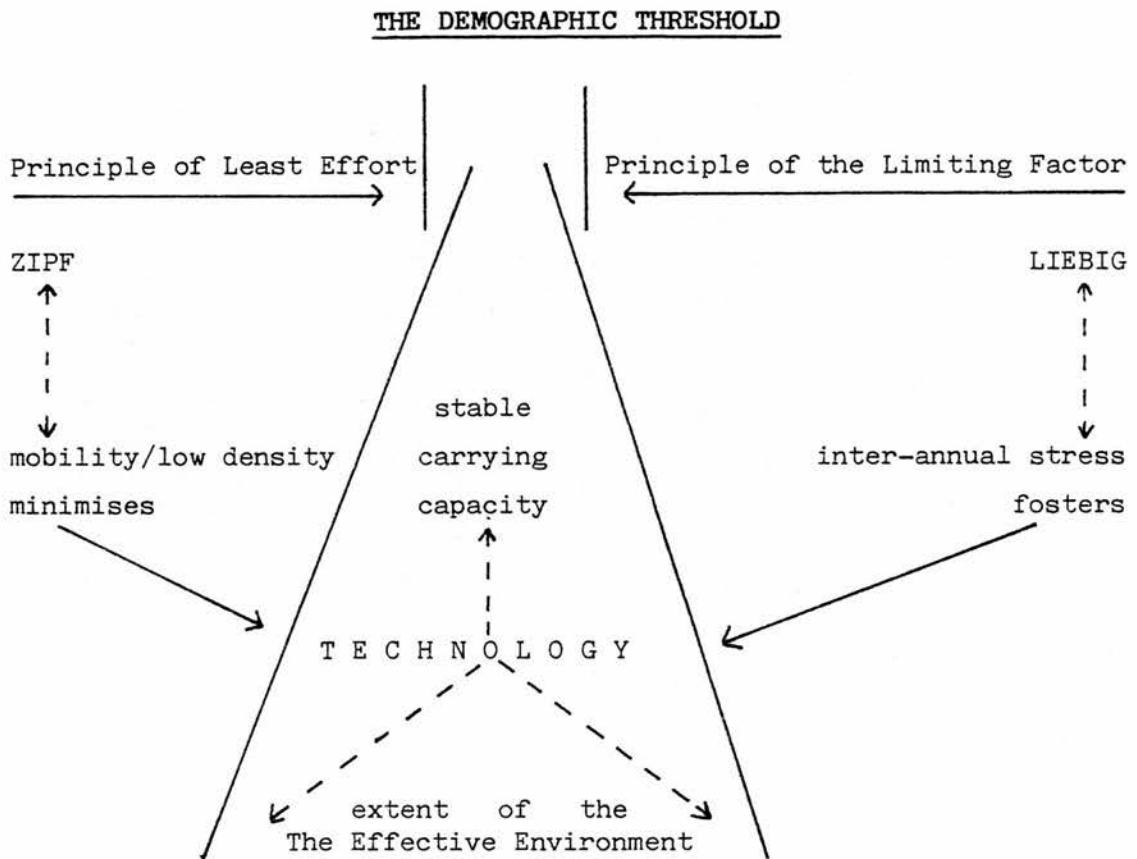 THE DEMOGRAPHIC THRESHOLD
Principle of Least Effort
Principle of the Limiting Factor
ZIPF
LIEBIG
stable
carrying
capacity
mobility/low density
minimises
inter-annual stress
fosters
T E C H N O L O G Y
extent of the
The Effective Environment